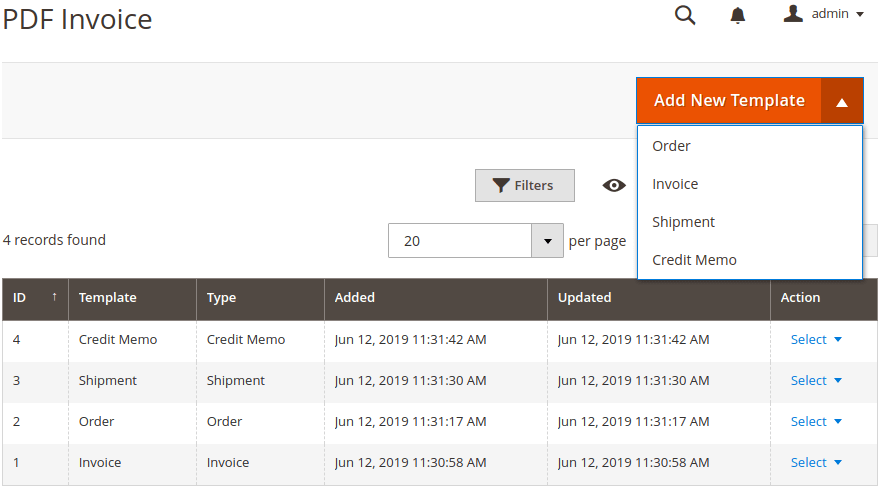 PDF Invoice
admin
Add New Template
Order
Invoice
Shipment
Credit Memo
Filters
4 records found
20 per page
ID ↑ Template Type Added Updated Action
4 Credit Memo Credit Memo Jun 12, 2019 11:31:42 AM Jun 12, 2019 11:31:42 AM Select
3 Shipment Shipment Jun 12, 2019 11:31:30 AM Jun 12, 2019 11:31:30 AM Select
2 Order Order Jun 12, 2019 11:31:17 AM Jun 12, 2019 11:31:17 AM Select
1 Invoice Invoice Jun 12, 2019 11:30:58 AM Jun 12, 2019 11:30:58 AM Select